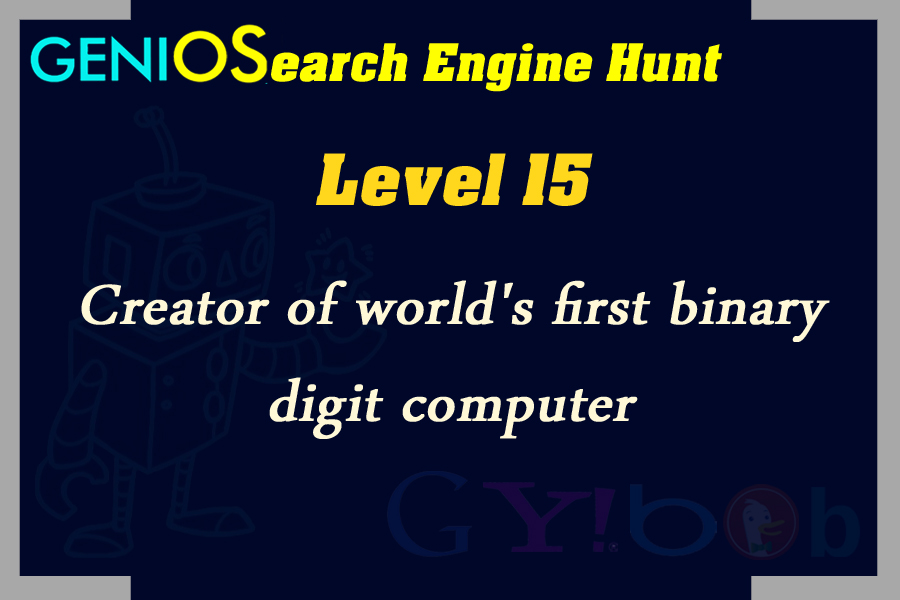 GENIOSearch Engine Hunt
Level 15
Creator of world's first binary
digit computer
G Y! b b